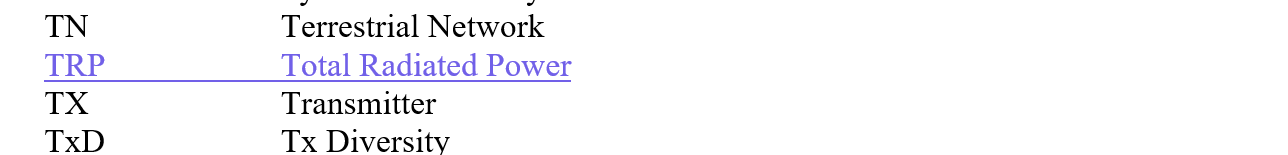 TN Terrestrial Network
TRP Total Radiated Power
TX Transmitter
TxD Tx Diversity